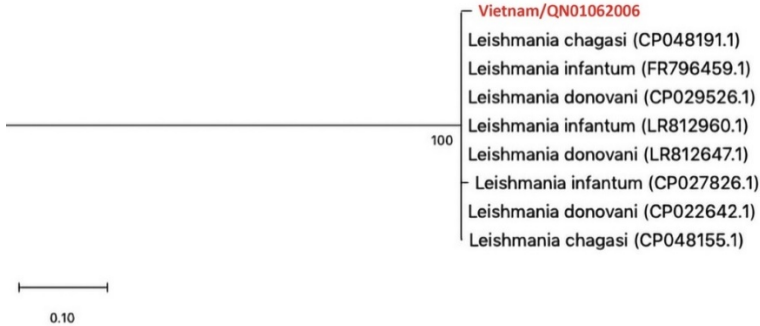 Vietnam/QN01062006
Leishmania chagasi (CP048191.1)
Leishmania infantum (FR796459.1)
Leishmania donovani (CP029526.1)
Leishmania infantum (LR812960.1)
100
Leishmania donovani (LR812647.1)
Leishmania infantum (CP027826.1)
Leishmania donovani (CP022642.1)
Leishmania chagasi (CP048155.1)
0.10